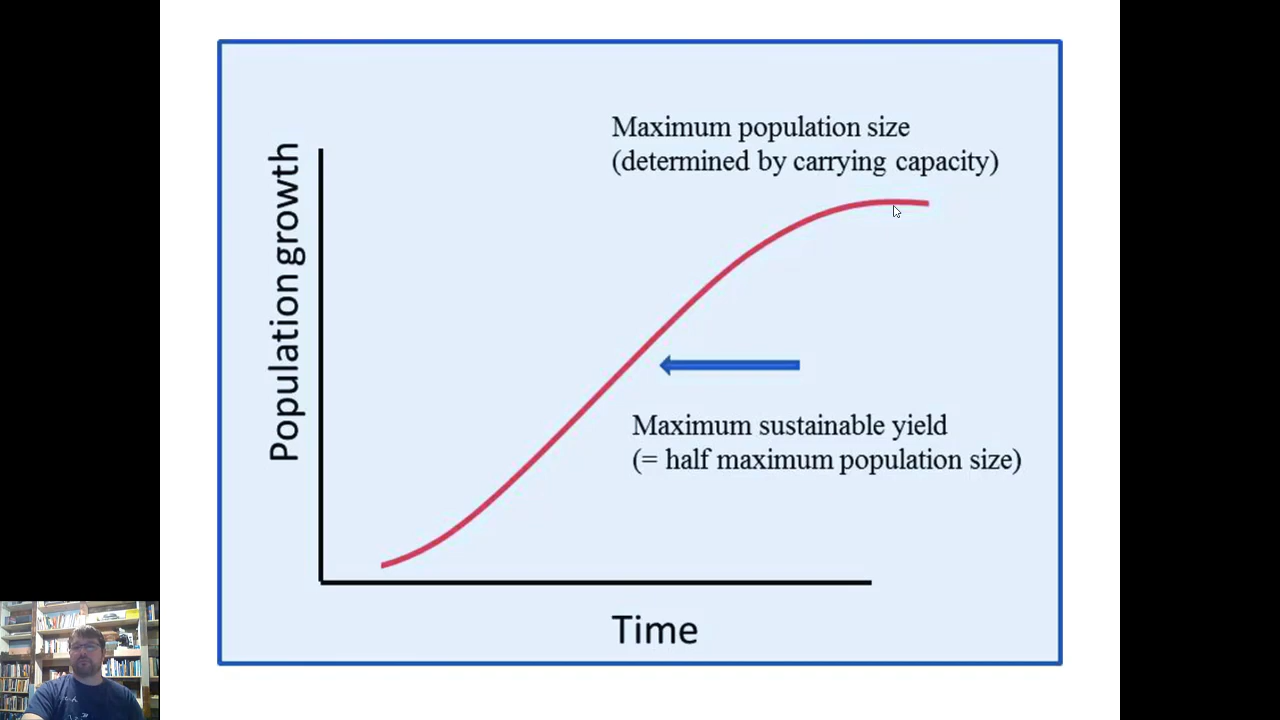 Maximum population size
(determined by carrying capacity)
Population growth
Maximum sustainable yield
(= half maximum population size)
Time